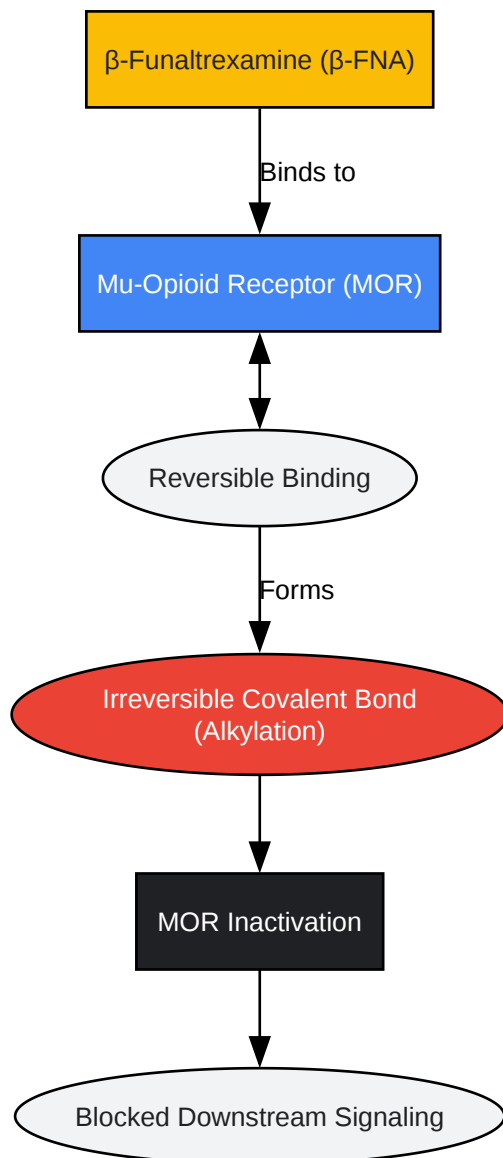 β-Funaltrexamine (β-FNA)
Binds to
Mu-Opioid Receptor (MOR)
Reversible Binding
Forms
Irreversible Covalent Bond
(Alkylation)
MOR Inactivation
Blocked Downstream Signaling